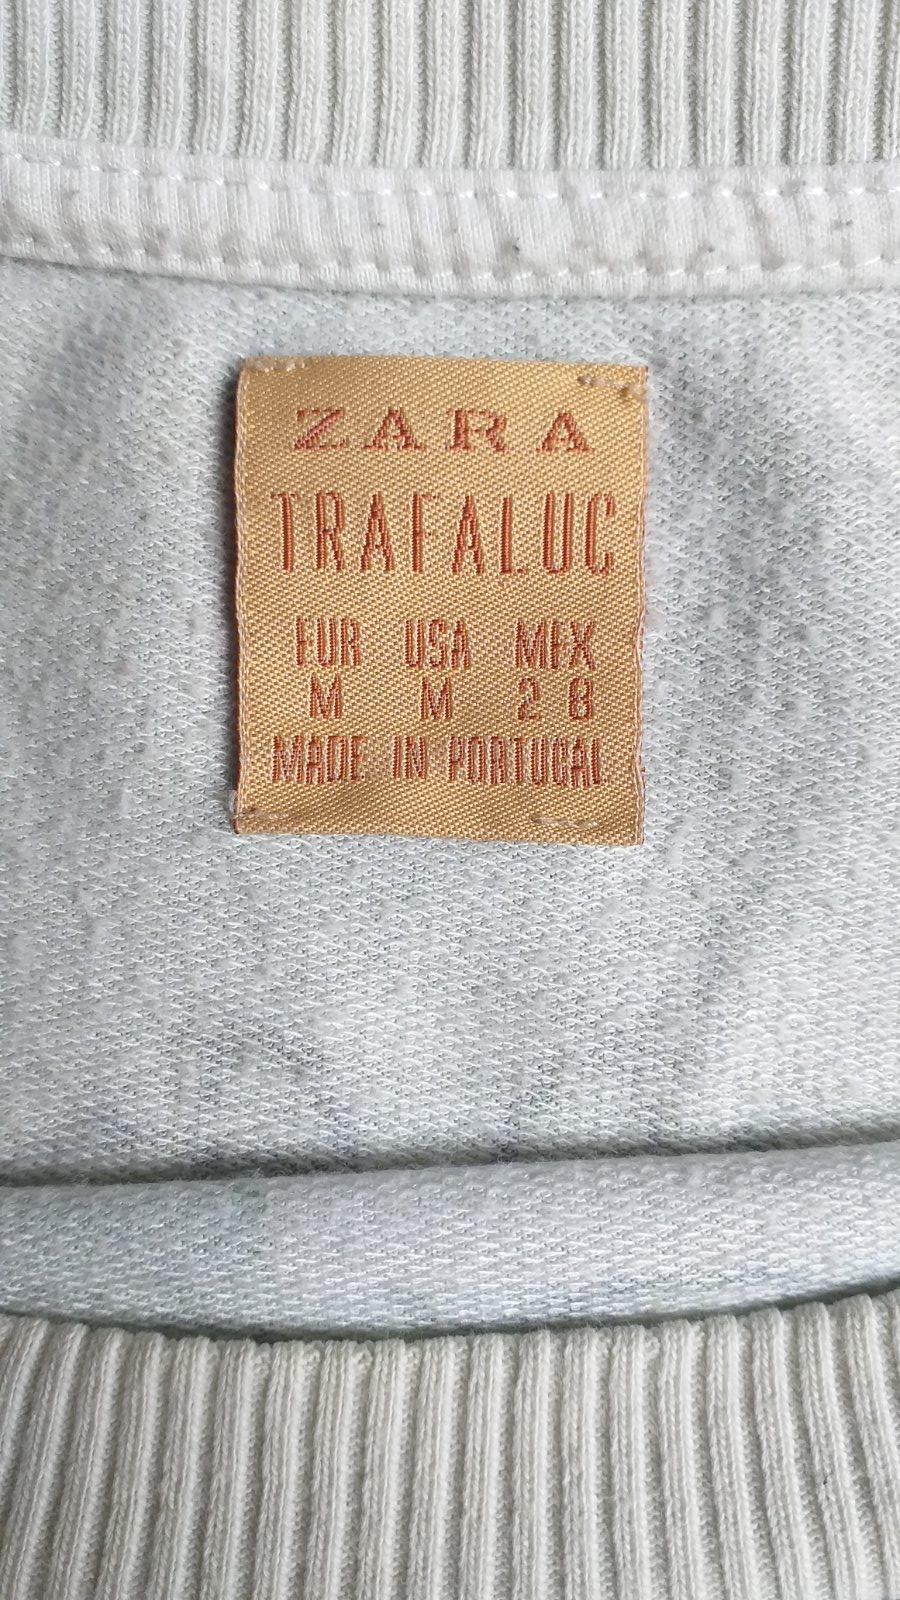 ZARA
TRAFALUC
EUR USA MEX
M M 28
MADE IN PORTUGAL